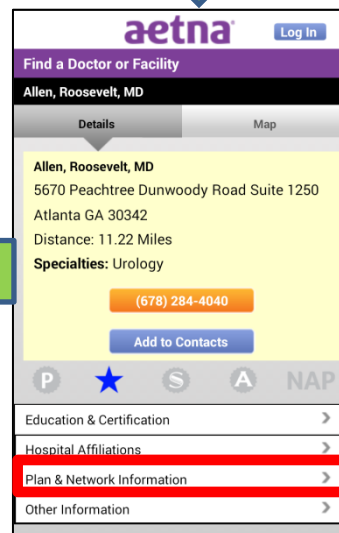 aetna
Log In
Find a Doctor or Facility
Allen, Roosevelt, MD
Details Map
Allen, Roosevelt, MD
5670 Peachtree Dunwoody Road Suite 1250
Atlanta GA 30342
Distance: 11.22 Miles
Specialties: Urology
(678) 284-4040
Add to Contacts
P S A NAP
Education & Certification
Hospital Affiliations
Plan & Network Information
Other Information